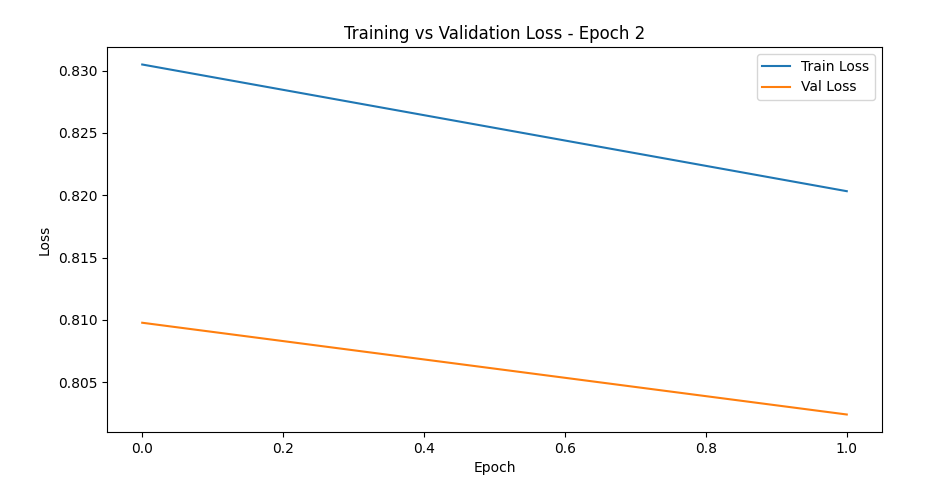 Training vs Validation Loss - Epoch 2
Train Loss
Val Loss
0.830
0.825
0.820
0.815
0.810
0.805
Loss
0.0 0.2 0.4 0.6 0.8 1.0
Epoch